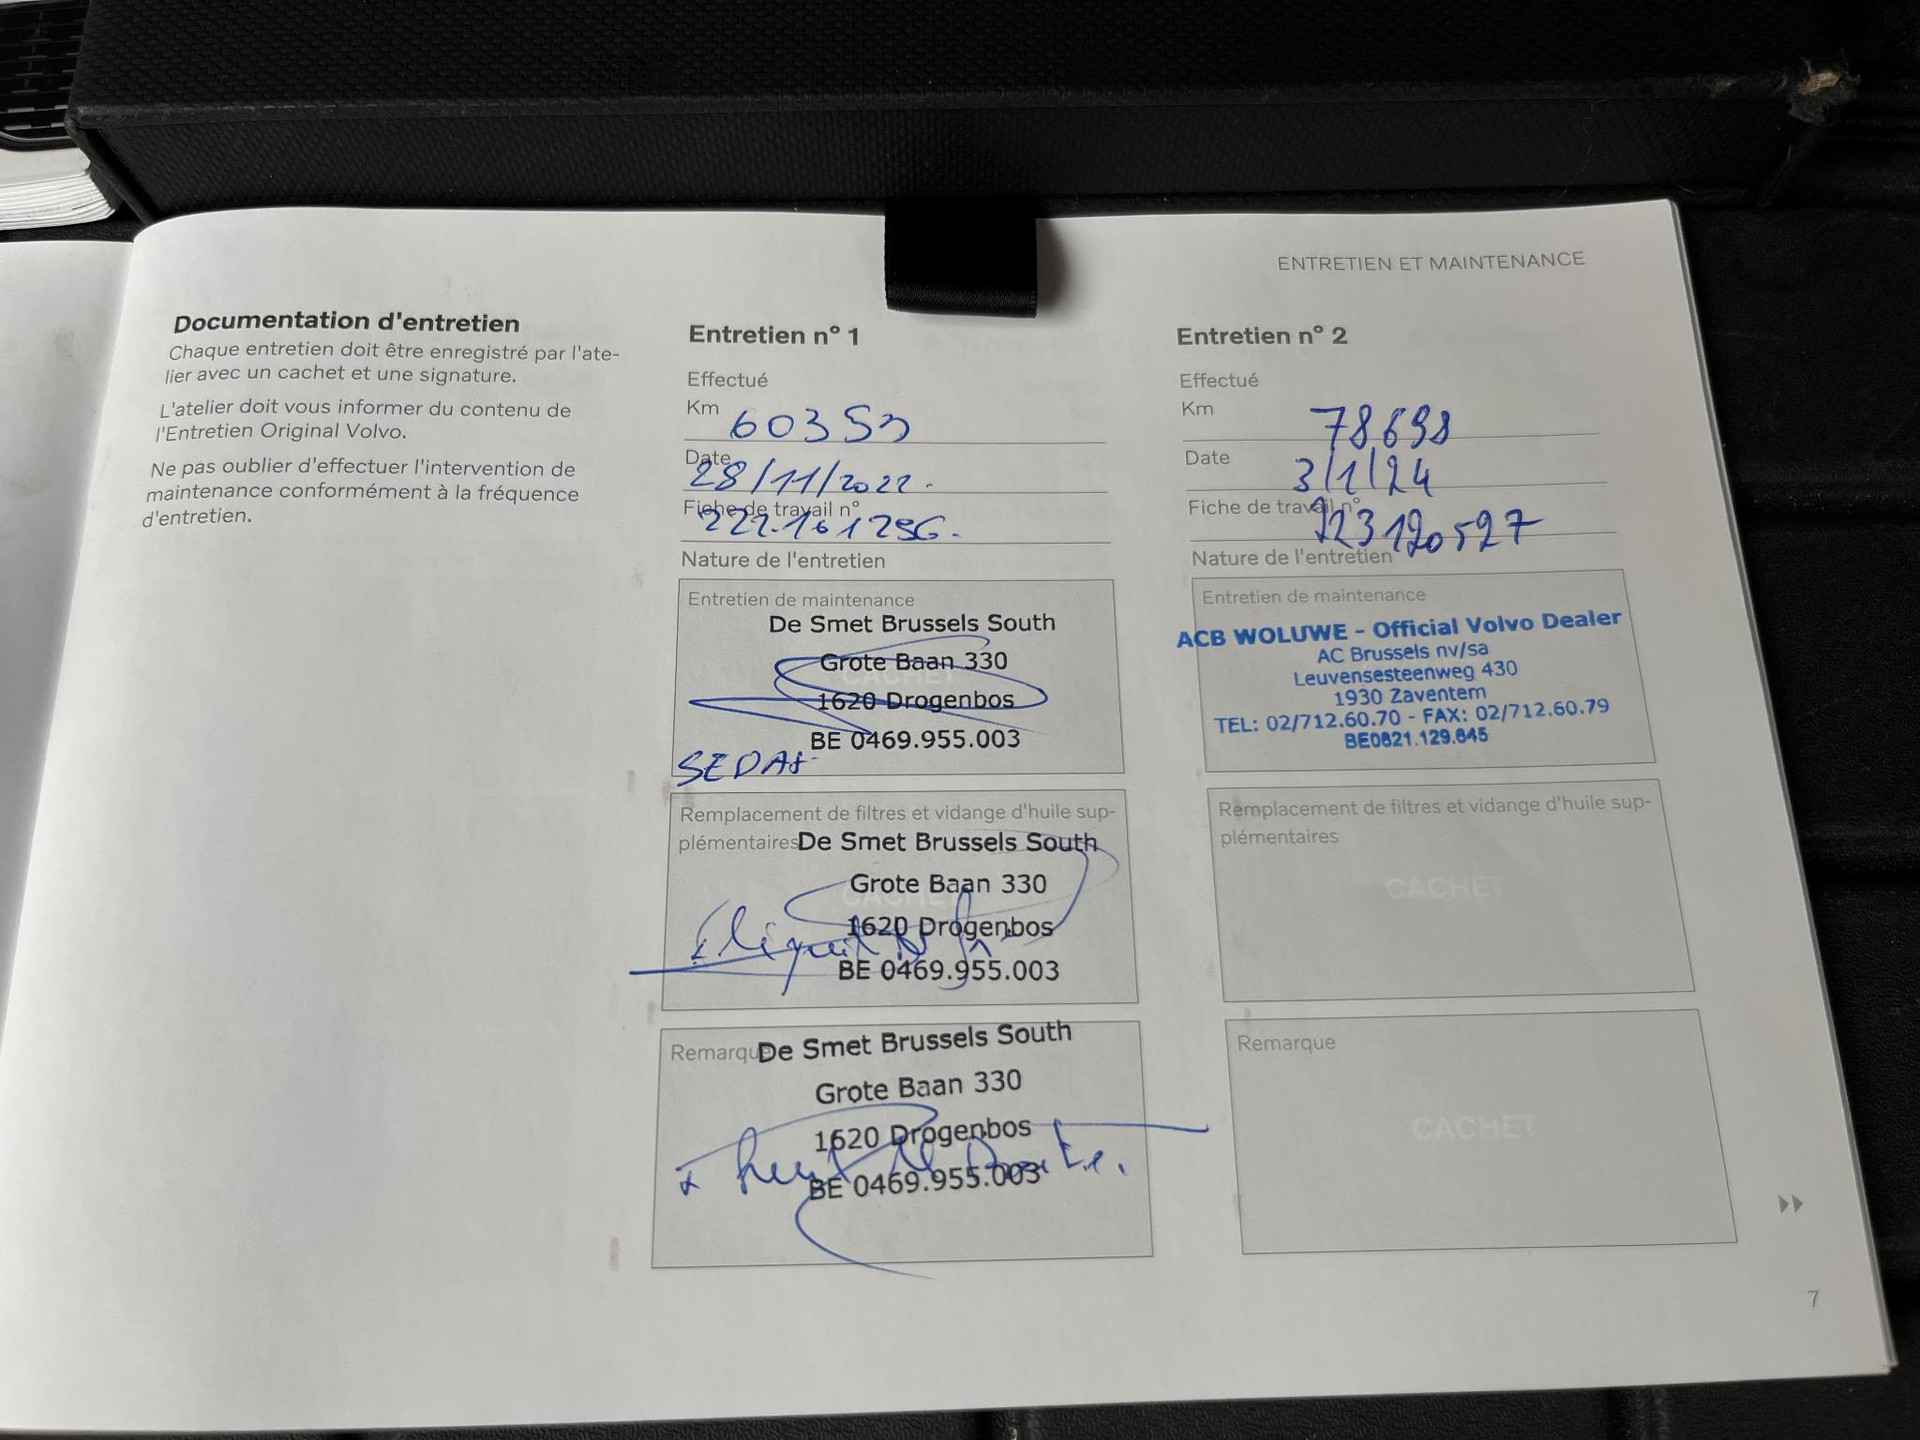 ENTRETIEN ET MAINTENANCE
Documentation d'entretien
Chaque entretien doit être enregistré par l'ate-
lier avec un cachet et une signature.
L'atelier doit vous informer du contenu de
l'Entretien Original Volvo.
Ne pas oublier d'effectuer l'intervention de
maintenance conformément à la fréquence
d'entretien.
Entretien n° 1
Effectué
Km 60353
Date
28/11/2022.
Fiche de travail n°
Nature de l'entretien
Entretien de maintenance
De Smet Brussels South
Grote Baan 330
CACHET
1620 Drogenbos
BE 0469.955.003
Remplacement de filtres et vidange d'huile sup-
plémentaires De Smet Brussels South
Grote Baan 330
CACHET
1620 Drogenbos
BE 0469.955.003
Remarque De Smet Brussels South
Grote Baan 330
1620 Drogenbos
BE 0469.955.003
Entretien n° 2
Effectué
Km 78698
Date 3/1/24
Fiche de travail n°
Nature de l'entretien
Entretien de maintenance
ACB WOLUWE - Official Volvo Dealer
AC Brussels nv/sa
Leuvensesteenweg 430
1930 Zaventem
TEL: 02/712.60.70 - FAX: 02/712.60.79
BE0821.129.645
Remplacement de filtres et vidange d'huile sup-
plémentaires
CACHET
Remarque
CACHET
7